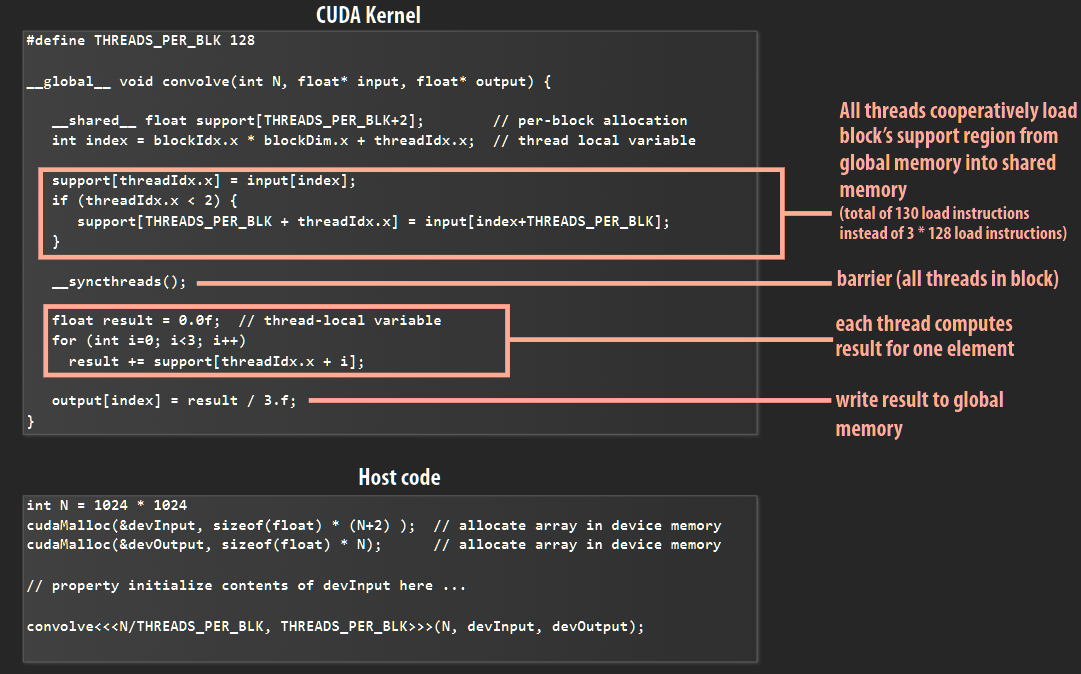 CUDA Kernel
#define THREADS_PER_BLK 128
__global__ void convolve(int N, float* input, float* output) {
__shared__ float support[THREADS_PER_BLK+2];        // per-block allocation
int index = blockIdx.x * blockDim.x + threadIdx.x;  // thread local variable
support[threadIdx.x] = input[index];
if (threadIdx.x < 2) {
support[THREADS_PER_BLK + threadIdx.x] = input[index+THREADS_PER_BLK];
}
All threads cooperatively load
block's support region from
global memory into shared
memory
(total of 130 load instructions
instead of 3 * 128 load instructions)
__syncthreads();
barrier (all threads in block)
float result = 0.0f;  // thread-local variable
for (int i=0; i<3; i++)
result += support[threadIdx.x + i];
each thread computes
result for one element
output[index] = result / 3.f;
write result to global
memory
}
Host code
int N = 1024 * 1024
cudaMalloc(&devInput, sizeof(float) * (N+2) );  // allocate array in device memory
cudaMalloc(&devOutput, sizeof(float) * N);      // allocate array in device memory
// property initialize contents of devInput here ...
convolve<<<N/THREADS_PER_BLK, THREADS_PER_BLK>>>(N, devInput, devOutput);